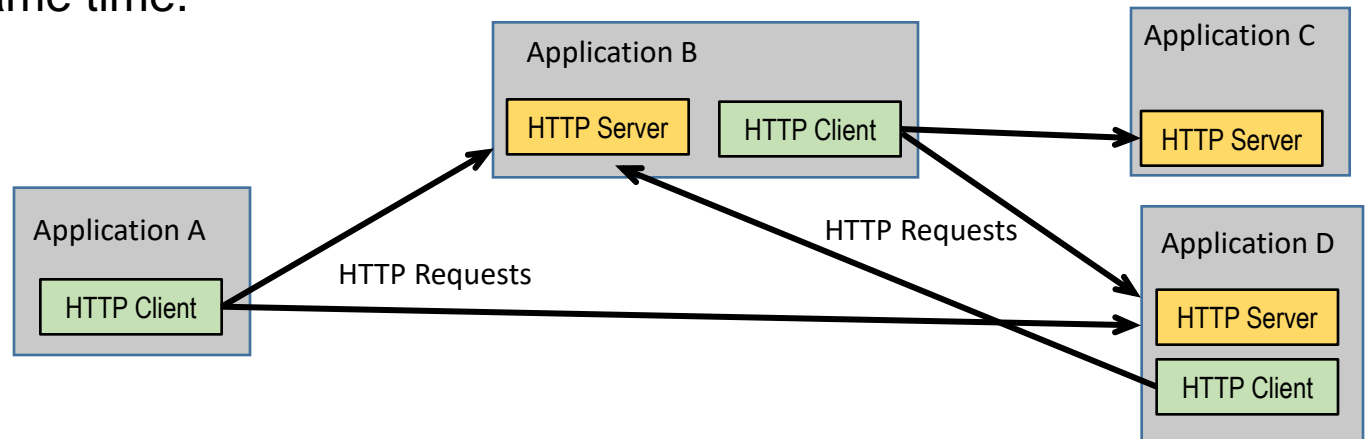 time.
Application B
HTTP Server
HTTP Client
Application C
HTTP Server
Application A
HTTP Client
HTTP Requests
HTTP Requests
Application D
HTTP Server
HTTP Client